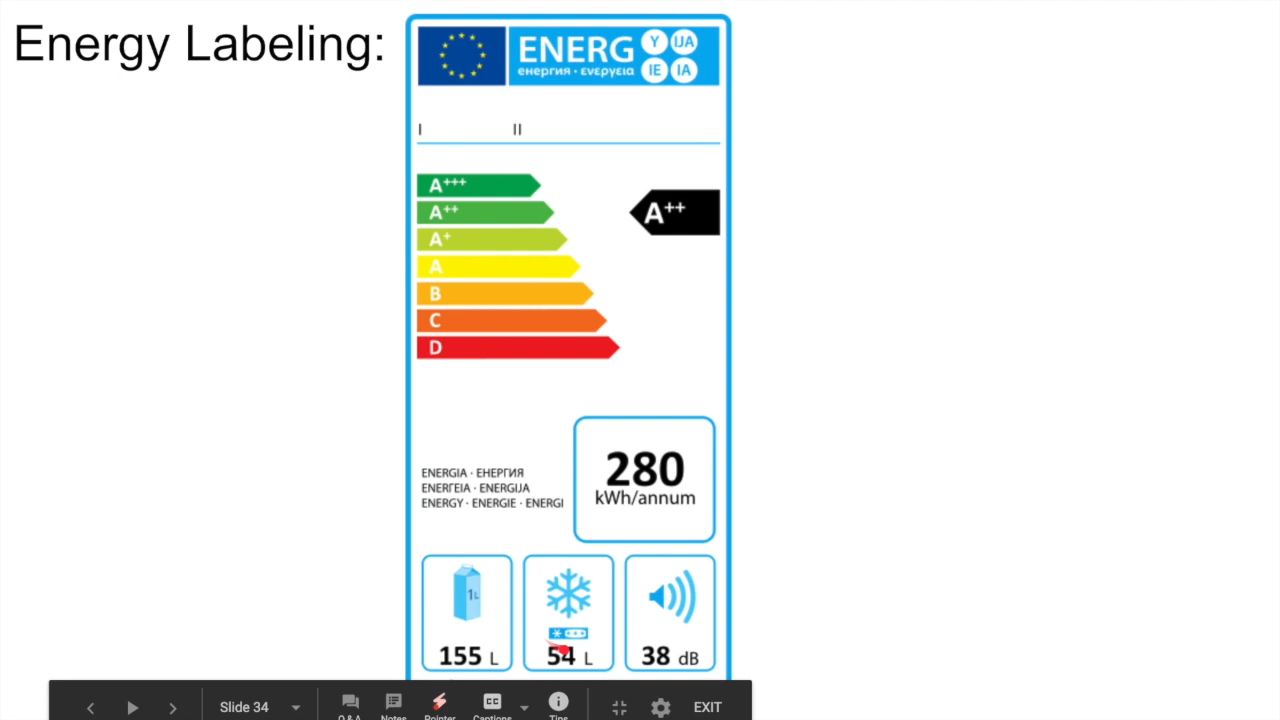 Energy Labeling:
ENERG Y IJA
енергия · ενεργεια IE IA
I II
A+++
A++
A++
A+
A
B
C
D
280
kWh/annum
ENERGIA · ЕНЕРГИЯ
ΕΝΕΡΓΕΙΑ · ENERGIJA
ENERGY · ENERGIE · ENERGI
1L
155 L 54 L 38 dB
Slide 34 Q&A Notes Pointer Captions Tips EXIT